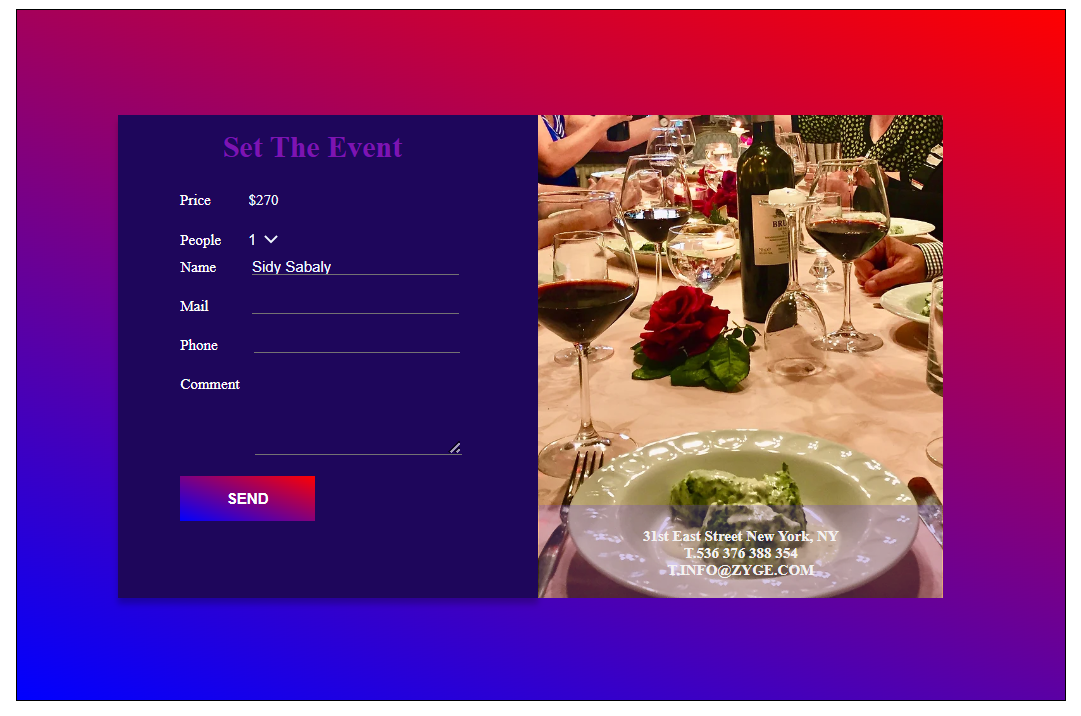 Set The Event
Price $270
People 1
Name Sidy Sabaly
Mail
Phone
Comment
SEND
BRU
31st East Street New York, NY
T.536 376 388 354
T.INFO@ZYGE.COM